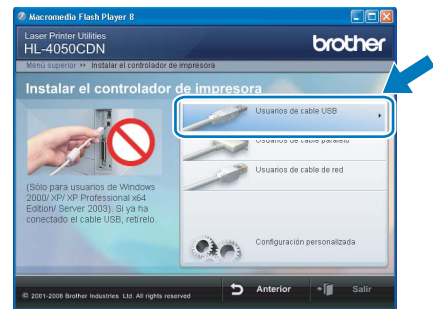 Macromedia Flash Player 8
Laser Printer Utilities
HL-4050CDN
brother
Menú superior >> Instalar el controlador de impresora
Instalar el controlador de impresora
Usuarios de cable USB
Usuarios de cable paralelo
Usuarios de cable de red
(Sólo para usuarios de Windows
2000/ XP/ XP Professional x64
Edition/ Server 2003). Si ya ha
conectado el cable USB, retírelo.
Configuración personalizada
© 2001-2006 Brother Industries Ltd. All rights reserved
Anterior
Salir